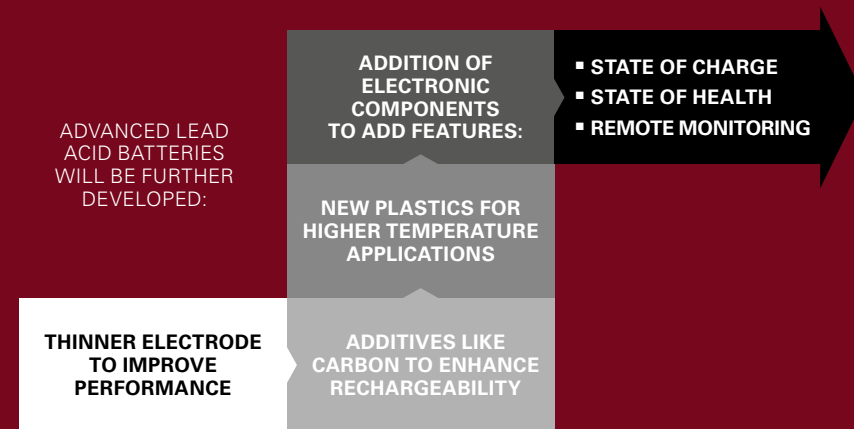 ADVANCED LEAD
ACID BATTERIES
WILL BE FURTHER
DEVELOPED:
THINNER ELECTRODE
TO IMPROVE
PERFORMANCE
ADDITIVES LIKE
CARBON TO ENHANCE
RECHARGEABILITY
NEW PLASTICS FOR
HIGHER TEMPERATURE
APPLICATIONS
ADDITION OF
ELECTRONIC
COMPONENTS
TO ADD FEATURES:
▪ STATE OF CHARGE
▪ STATE OF HEALTH
▪ REMOTE MONITORING